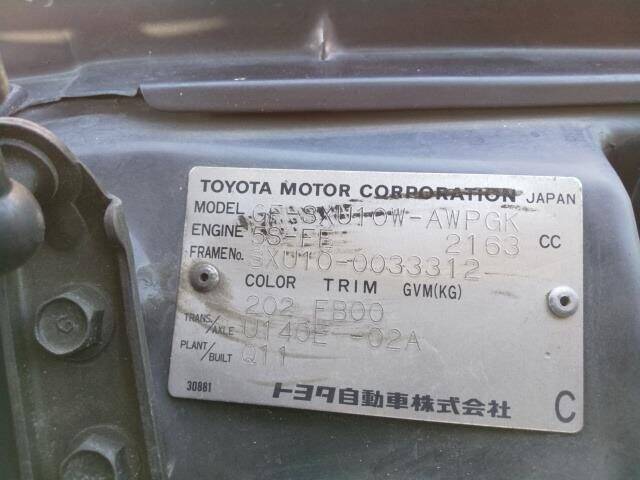 TOYOTA MOTOR CORPORATION JAPAN
MODEL GF-SXU10W-AWPGK
ENGINE 5S-FE 2163 CC
FRAME No. SXU10-0033312
COLOR TRIM GVM(KG)
202 FB00
TRANS./AXLE U140E -02A
PLANT/BUILT Q11
30881
トヨタ自動車株式会社 C